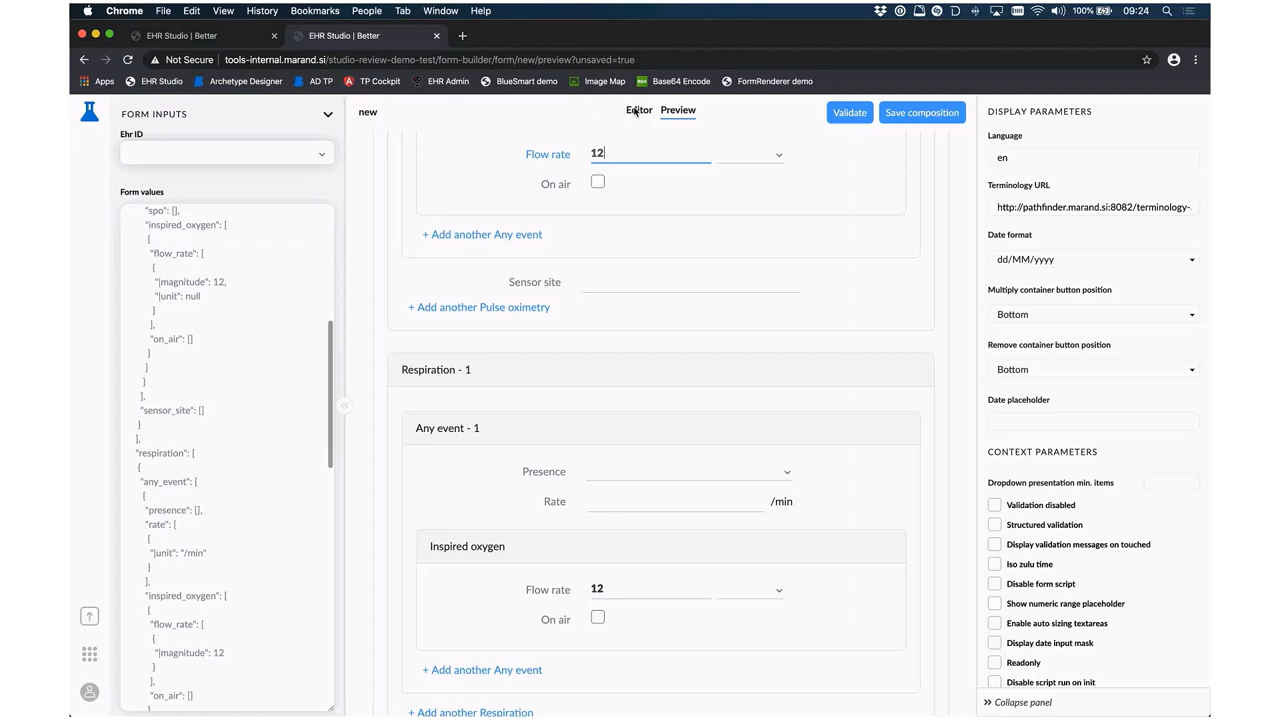 Chrome File Edit View History Bookmarks People Tab Window Help 100% 09:24
EHR Studio | Better EHR Studio | Better
Not Secure tools-internal.marand.si/studio-review-demo-test/form-builder/form/new/preview?unsaved=true
Apps EHR Studio Archetype Designer AD TP TP Cockpit EHR Admin BlueSmart demo Image Map Base64 Encode FormRenderer demo
FORM INPUTS
Ehr ID
Form values
"spo": [],
"inspired_oxygen": [
{
"flow_rate": [
{
"|magnitude": 12,
"|unit": null
}
],
"on_air": []
}
]
}
],
"sensor_site": []
}
],
"respiration": [
{
"any_event": [
{
"presence": [],
"rate": [
{
"|unit": "/min"
}
],
"inspired_oxygen": [
{
"flow_rate": [
{
"|magnitude": 12
}
],
"on_air": []
}
new
Editor Preview
Validate Save composition
Flow rate 12
On air
+ Add another Any event
Sensor site
+ Add another Pulse oximetry
Respiration - 1
Any event - 1
Presence
Rate /min
Inspired oxygen
Flow rate 12
On air
+ Add another Any event
+ Add another Respiration
DISPLAY PARAMETERS
Language
en
Terminology URL
http://pathfinder.marand.si:8082/terminology-
Date format
dd/MM/yyyy
Multiply container button position
Bottom
Remove container button position
Bottom
Date placeholder
CONTEXT PARAMETERS
Dropdown presentation min. items
Validation disabled
Structured validation
Display validation messages on touched
Iso zulu time
Disable form script
Show numeric range placeholder
Enable auto sizing textareas
Display date input mask
Readonly
Disable script run on init
Collapse panel